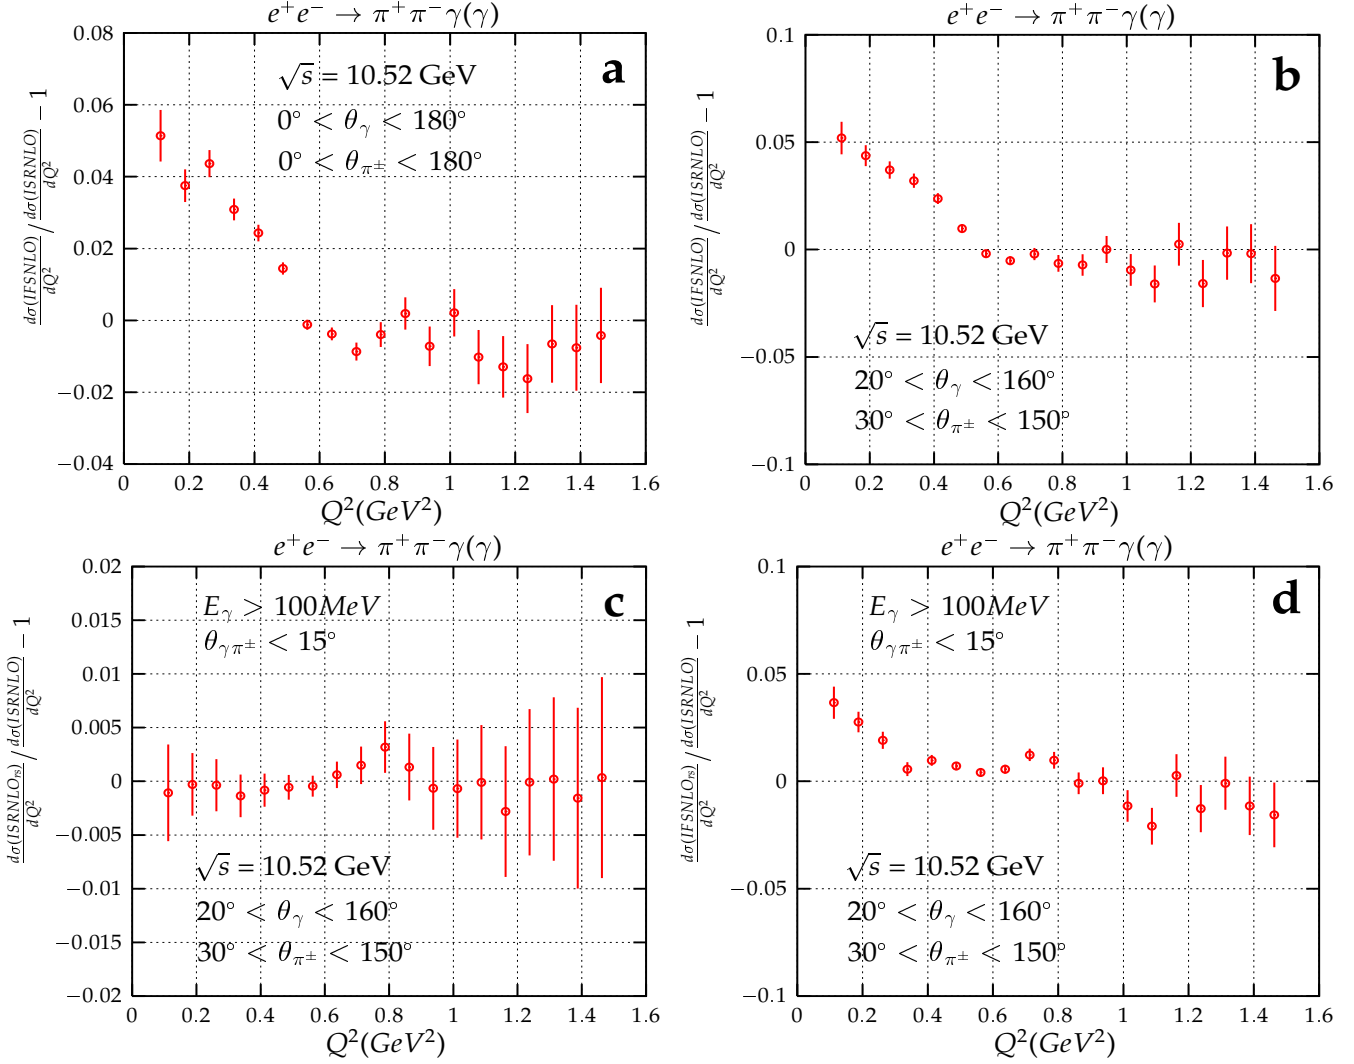 e⁺e⁻ → π⁺π⁻γ(γ)
a
√s = 10.52 GeV
0° < θγ < 180°
0° < θπ± < 180°
0.08
0.06
0.04
0.02
0
−0.02
−0.04
dσ(IFSNLO)/dQ² / dσ(ISRNLO)/dQ² − 1
0 0.2 0.4 0.6 0.8 1 1.2 1.4 1.6
Q²(GeV²)
e⁺e⁻ → π⁺π⁻γ(γ)
b
0.1
0.05
0
−0.05
−0.1
dσ(IFSNLO)/dQ² / dσ(ISRNLO)/dQ² − 1
√s = 10.52 GeV
20° < θγ < 160°
30° < θπ± < 150°
0 0.2 0.4 0.6 0.8 1 1.2 1.4 1.6
Q²(GeV²)
e⁺e⁻ → π⁺π⁻γ(γ)
c
Eγ > 100MeV
θγπ± < 15°
0.02
0.015
0.01
0.005
0
−0.005
−0.01
−0.015
−0.02
dσ(ISRNLOrs)/dQ² / dσ(ISRNLO)/dQ² − 1
√s = 10.52 GeV
20° < θγ < 160°
30° < θπ± < 150°
0 0.2 0.4 0.6 0.8 1 1.2 1.4 1.6
Q²(GeV²)
e⁺e⁻ → π⁺π⁻γ(γ)
d
Eγ > 100MeV
θγπ± < 15°
0.1
0.05
0
−0.05
−0.1
dσ(IFSNLOrs)/dQ² / dσ(ISRNLO)/dQ² − 1
√s = 10.52 GeV
20° < θγ < 160°
30° < θπ± < 150°
0 0.2 0.4 0.6 0.8 1 1.2 1.4 1.6
Q²(GeV²)